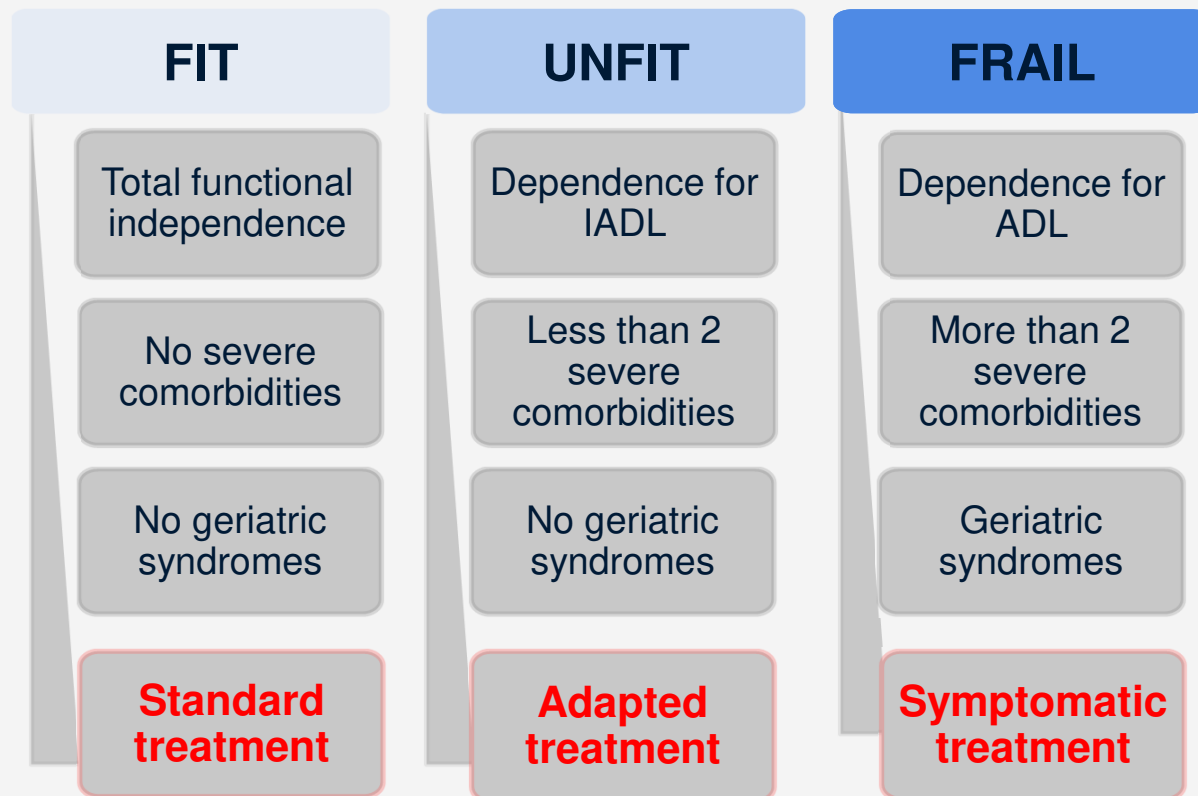 FIT
Total functional
independence
No severe
comorbidities
No geriatric
syndromes
Standard
treatment
UNFIT
Dependence for
IADL
Less than 2
severe
comorbidities
No geriatric
syndromes
Adapted
treatment
FRAIL
Dependence for
ADL
More than 2
severe
comorbidities
Geriatric
syndromes
Symptomatic
treatment